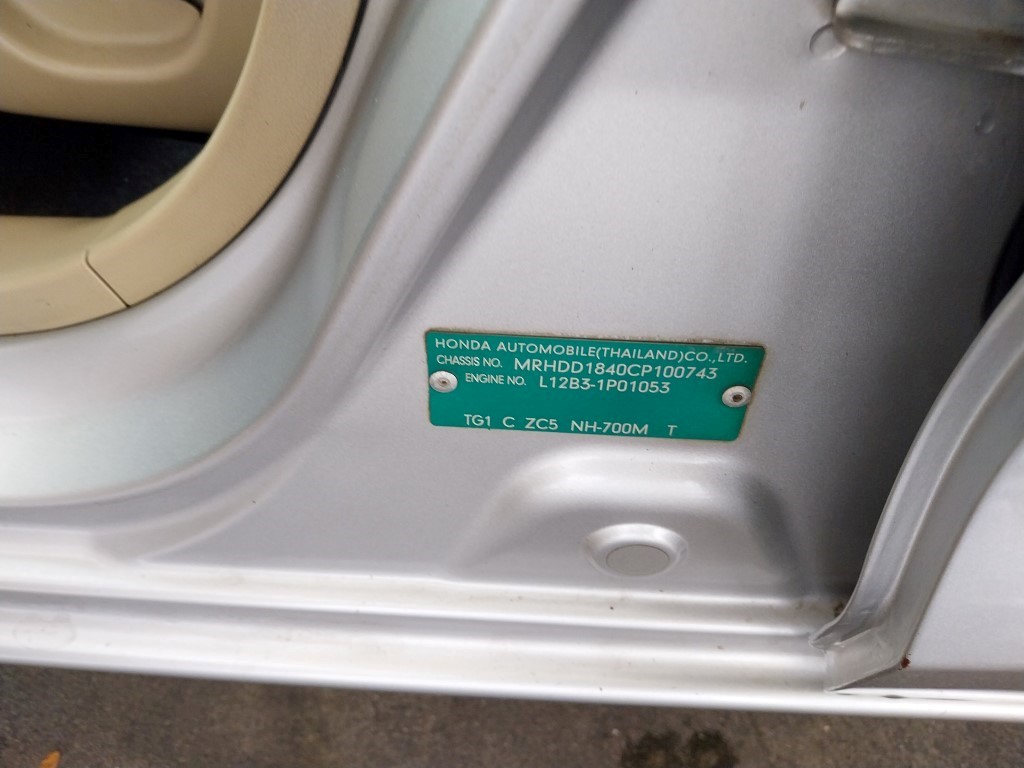 HONDA AUTOMOBILE(THAILAND)CO.,LTD.
CHASSIS NO. MRHDD1840CP100743
ENGINE NO. L12B3-1P01053
TG1 C ZC5 NH-700M T